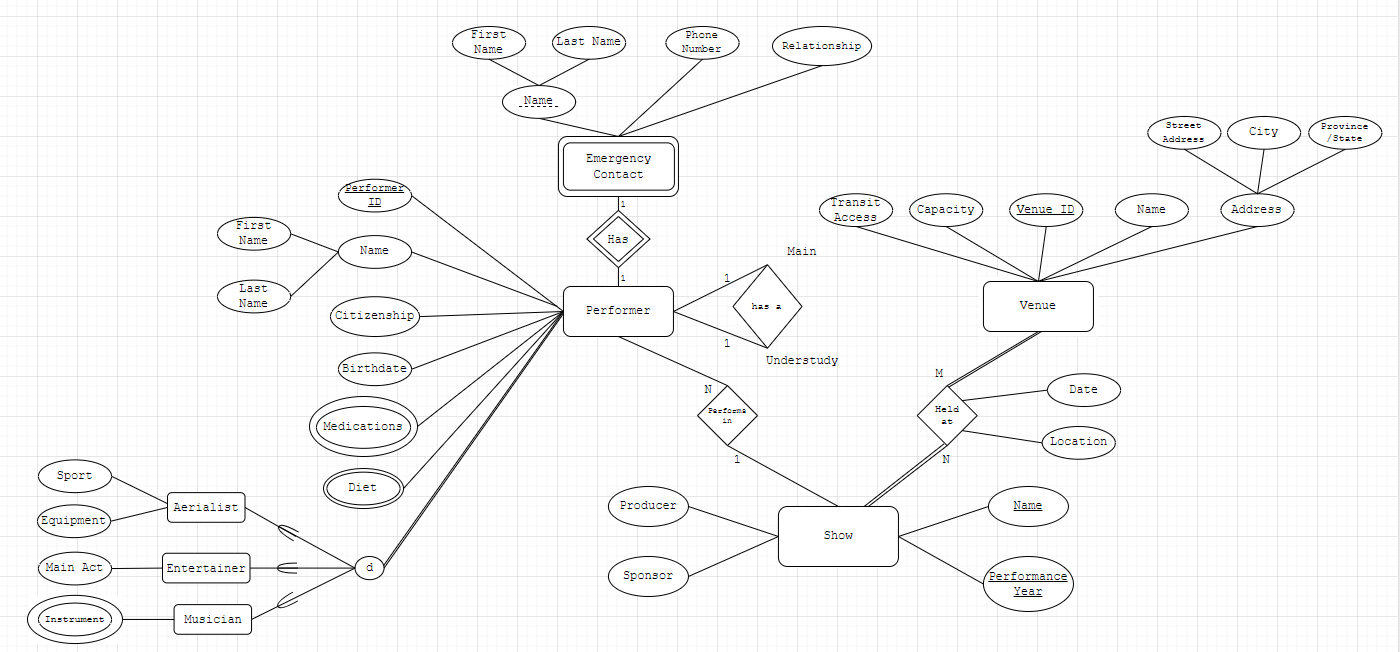 First
Name
Last Name
Phone
Number
Relationship
Name
Emergency
Contact
1
Has
1
Street
Address
City
Province
/State
Transit
Access
Capacity
Venue ID
Name
Address
Venue
Performer
ID
First
Name
Name
Last
Name
Citizenship
Birthdate
Medications
Diet
Performer
Main
1
has a
1
Understudy
N
Performs
in
1
M
Held
at
N
Date
Location
Sport
Equipment
Aerialist
Main Act
Entertainer
d
Instrument
Musician
Producer
Sponsor
Show
Name
Performance
Year